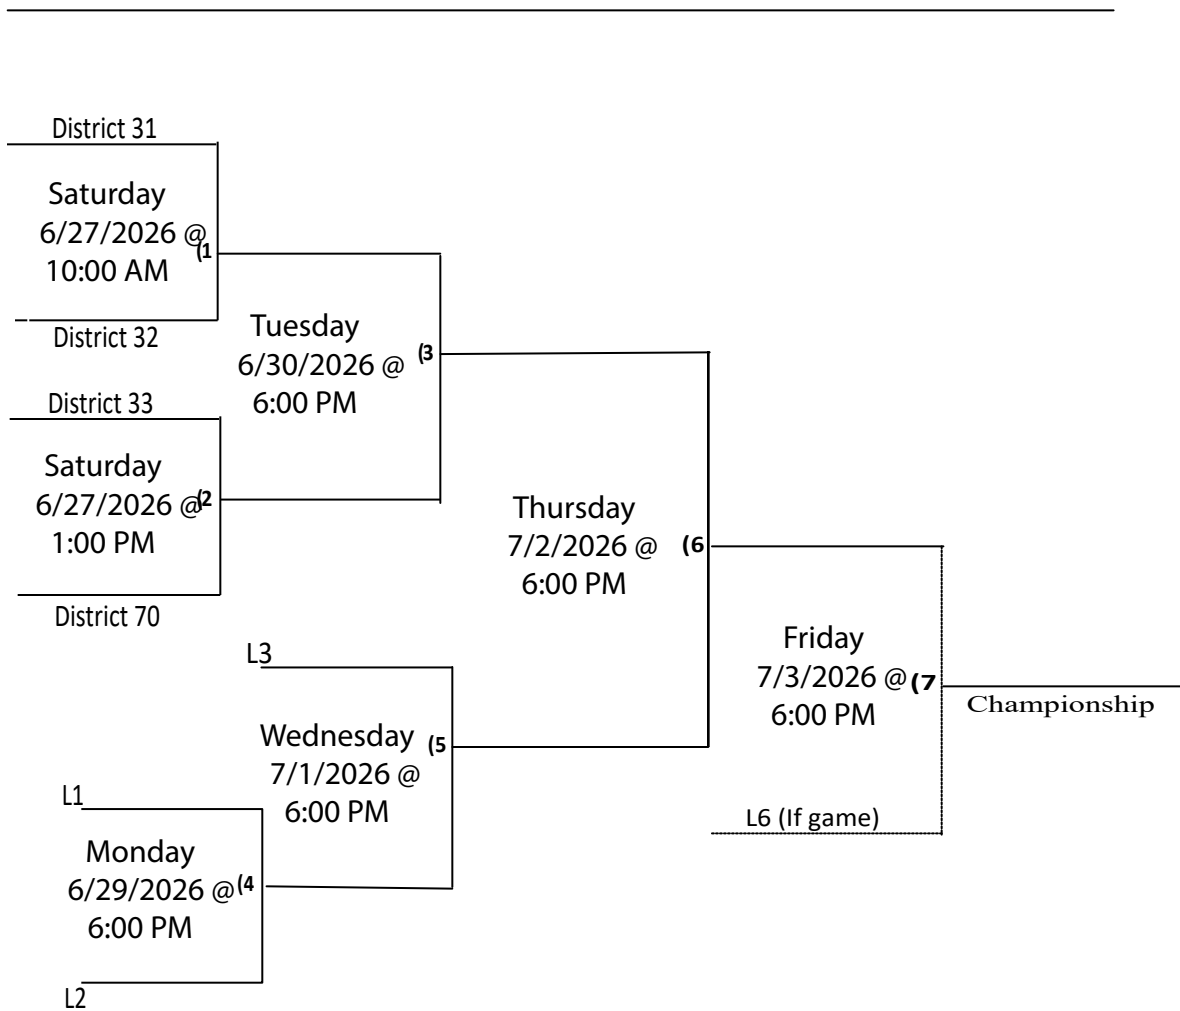 District 31
Saturday
6/27/2026 @
(1
10:00 AM
District 32
Tuesday
6/30/2026 @
(3
6:00 PM
District 33
Saturday
6/27/2026 @
(2
1:00 PM
District 70
Thursday
7/2/2026 @
(6
6:00 PM
L3
Wednesday
(5
7/1/2026 @
6:00 PM
Friday
7/3/2026 @
(7
6:00 PM
Championship
L6 (If game)
L1
Monday
6/29/2026 @
(4
6:00 PM
L2